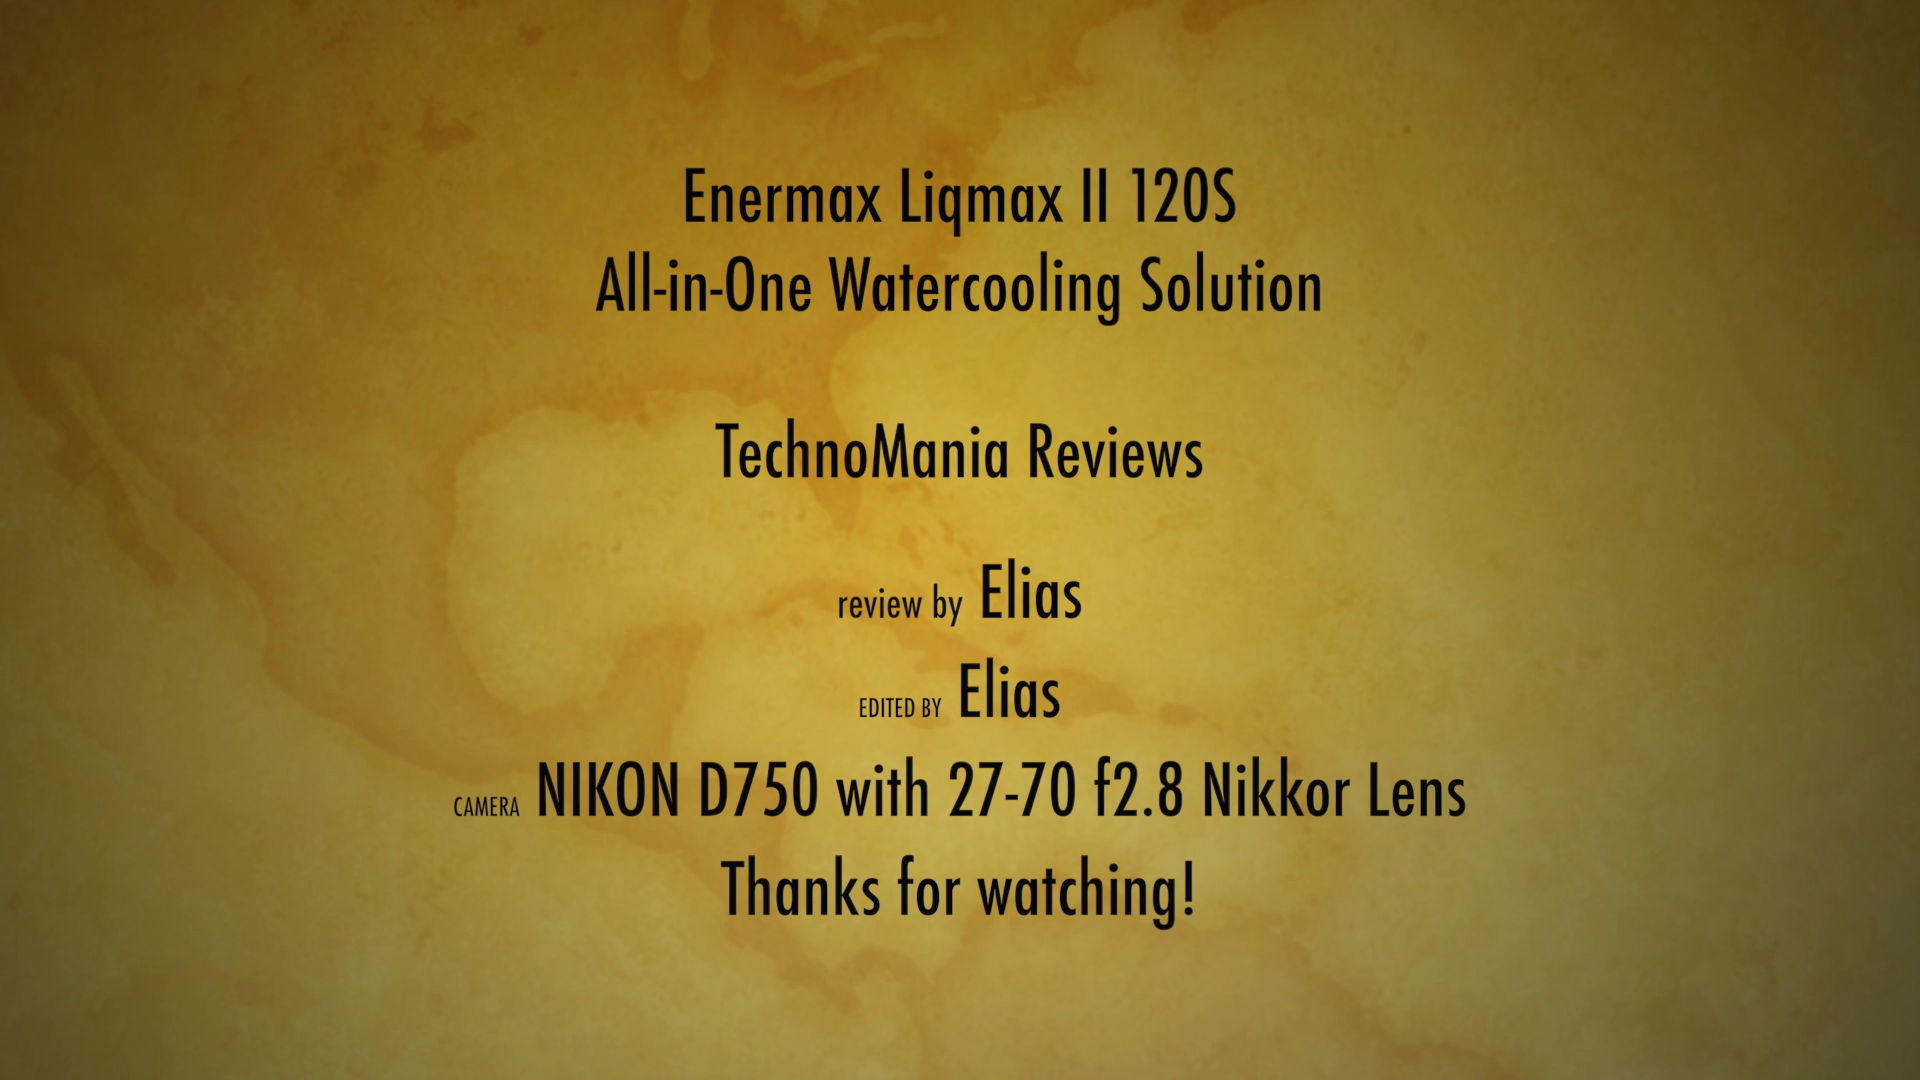 Enermax Liqmax II 120S
All-in-One Watercooling Solution
TechnoMania Reviews
review by Elias
EDITED BY Elias
CAMERA NIKON D750 with 27-70 f2.8 Nikkor Lens
Thanks for watching!